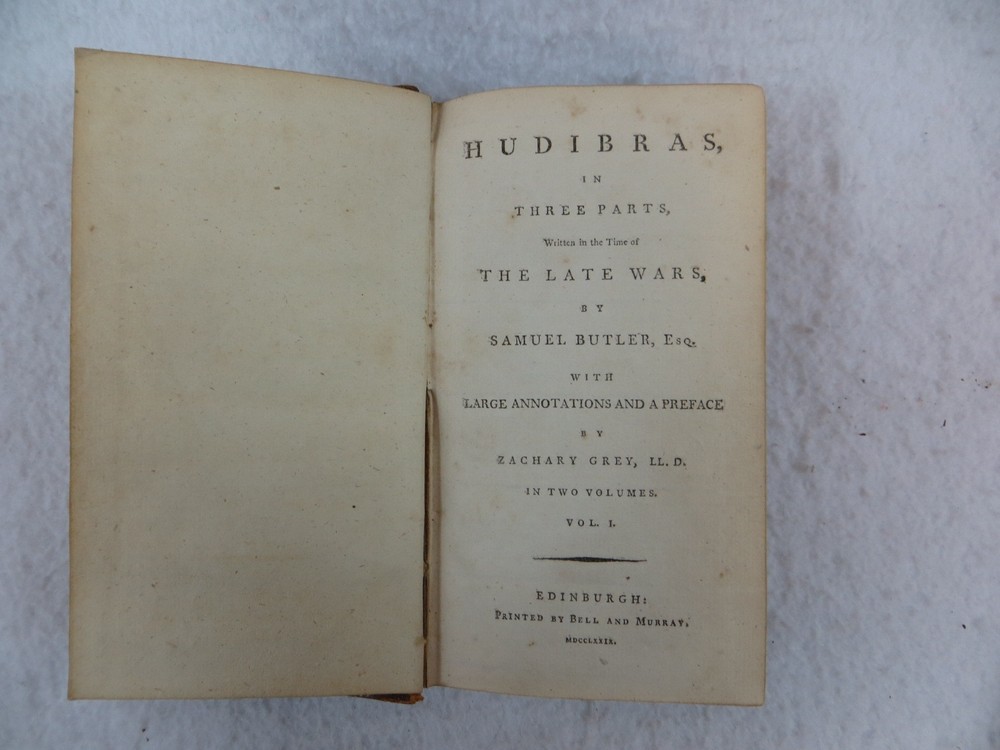 HUDIBRAS,
IN
THREE PARTS,
Written in the Time of
THE LATE WARS,
BY
SAMUEL BUTLER, ESQ.
WITH
LARGE ANNOTATIONS AND A PREFACE
BY
ZACHARY GREY, LL. D.
IN TWO VOLUMES.
VOL. I.
EDINBURGH:
PRINTED BY BELL AND MURRAY,
MDCCLXXIX.